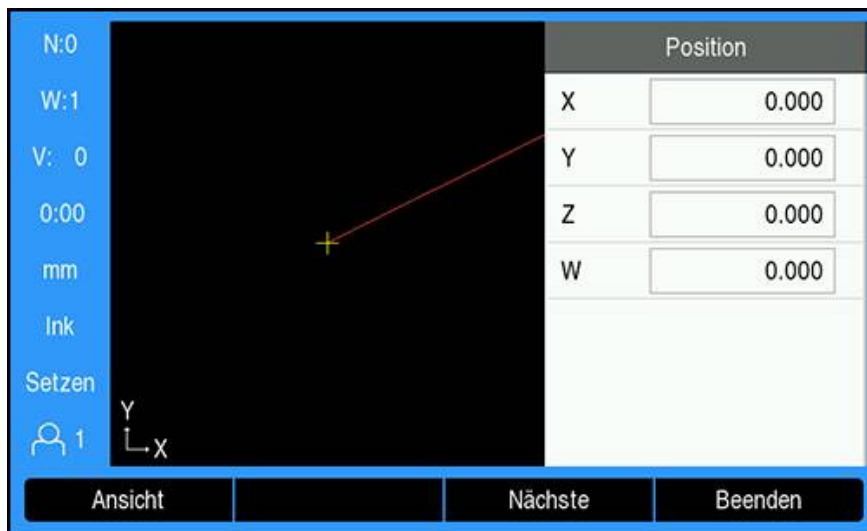 N:0
W:1
V: 0
0:00
mm
Ink
Setzen
1
Y
X
Position
X 0.000
Y 0.000
Z 0.000
W 0.000
Ansicht Nächste Beenden